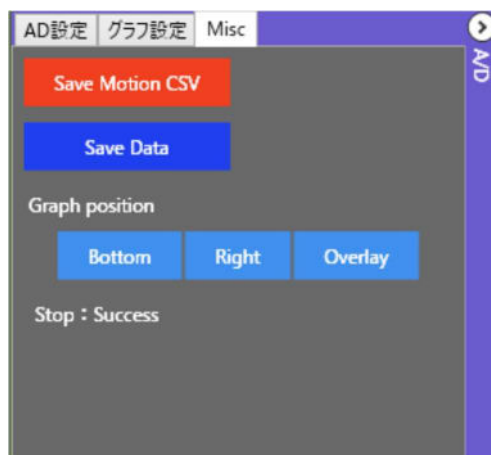 AD設定 グラフ設定 Misc
Save Motion CSV
Save Data
Graph position
Bottom Right Overlay
Stop：Success
A/D